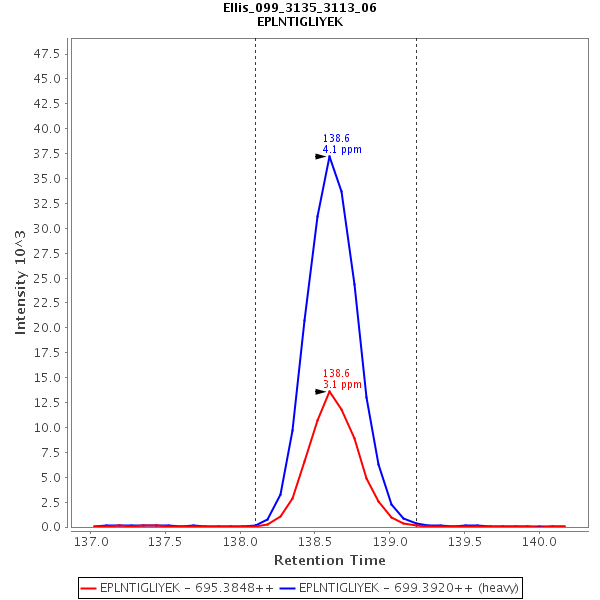 Ellis_099_3135_3113_06
EPLNTIGLIYEK
47.5
45.0
42.5
40.0
37.5
35.0
32.5
30.0
27.5
25.0
22.5
20.0
17.5
15.0
12.5
10.0
7.5
5.0
2.5
0.0
Intensity 10^3
138.6
4.1 ppm
138.6
3.1 ppm
137.0 137.5 138.0 138.5 139.0 139.5 140.0
Retention Time
EPLNTIGLIYEK - 695.3848++ EPLNTIGLIYEK - 699.3920++ (heavy)